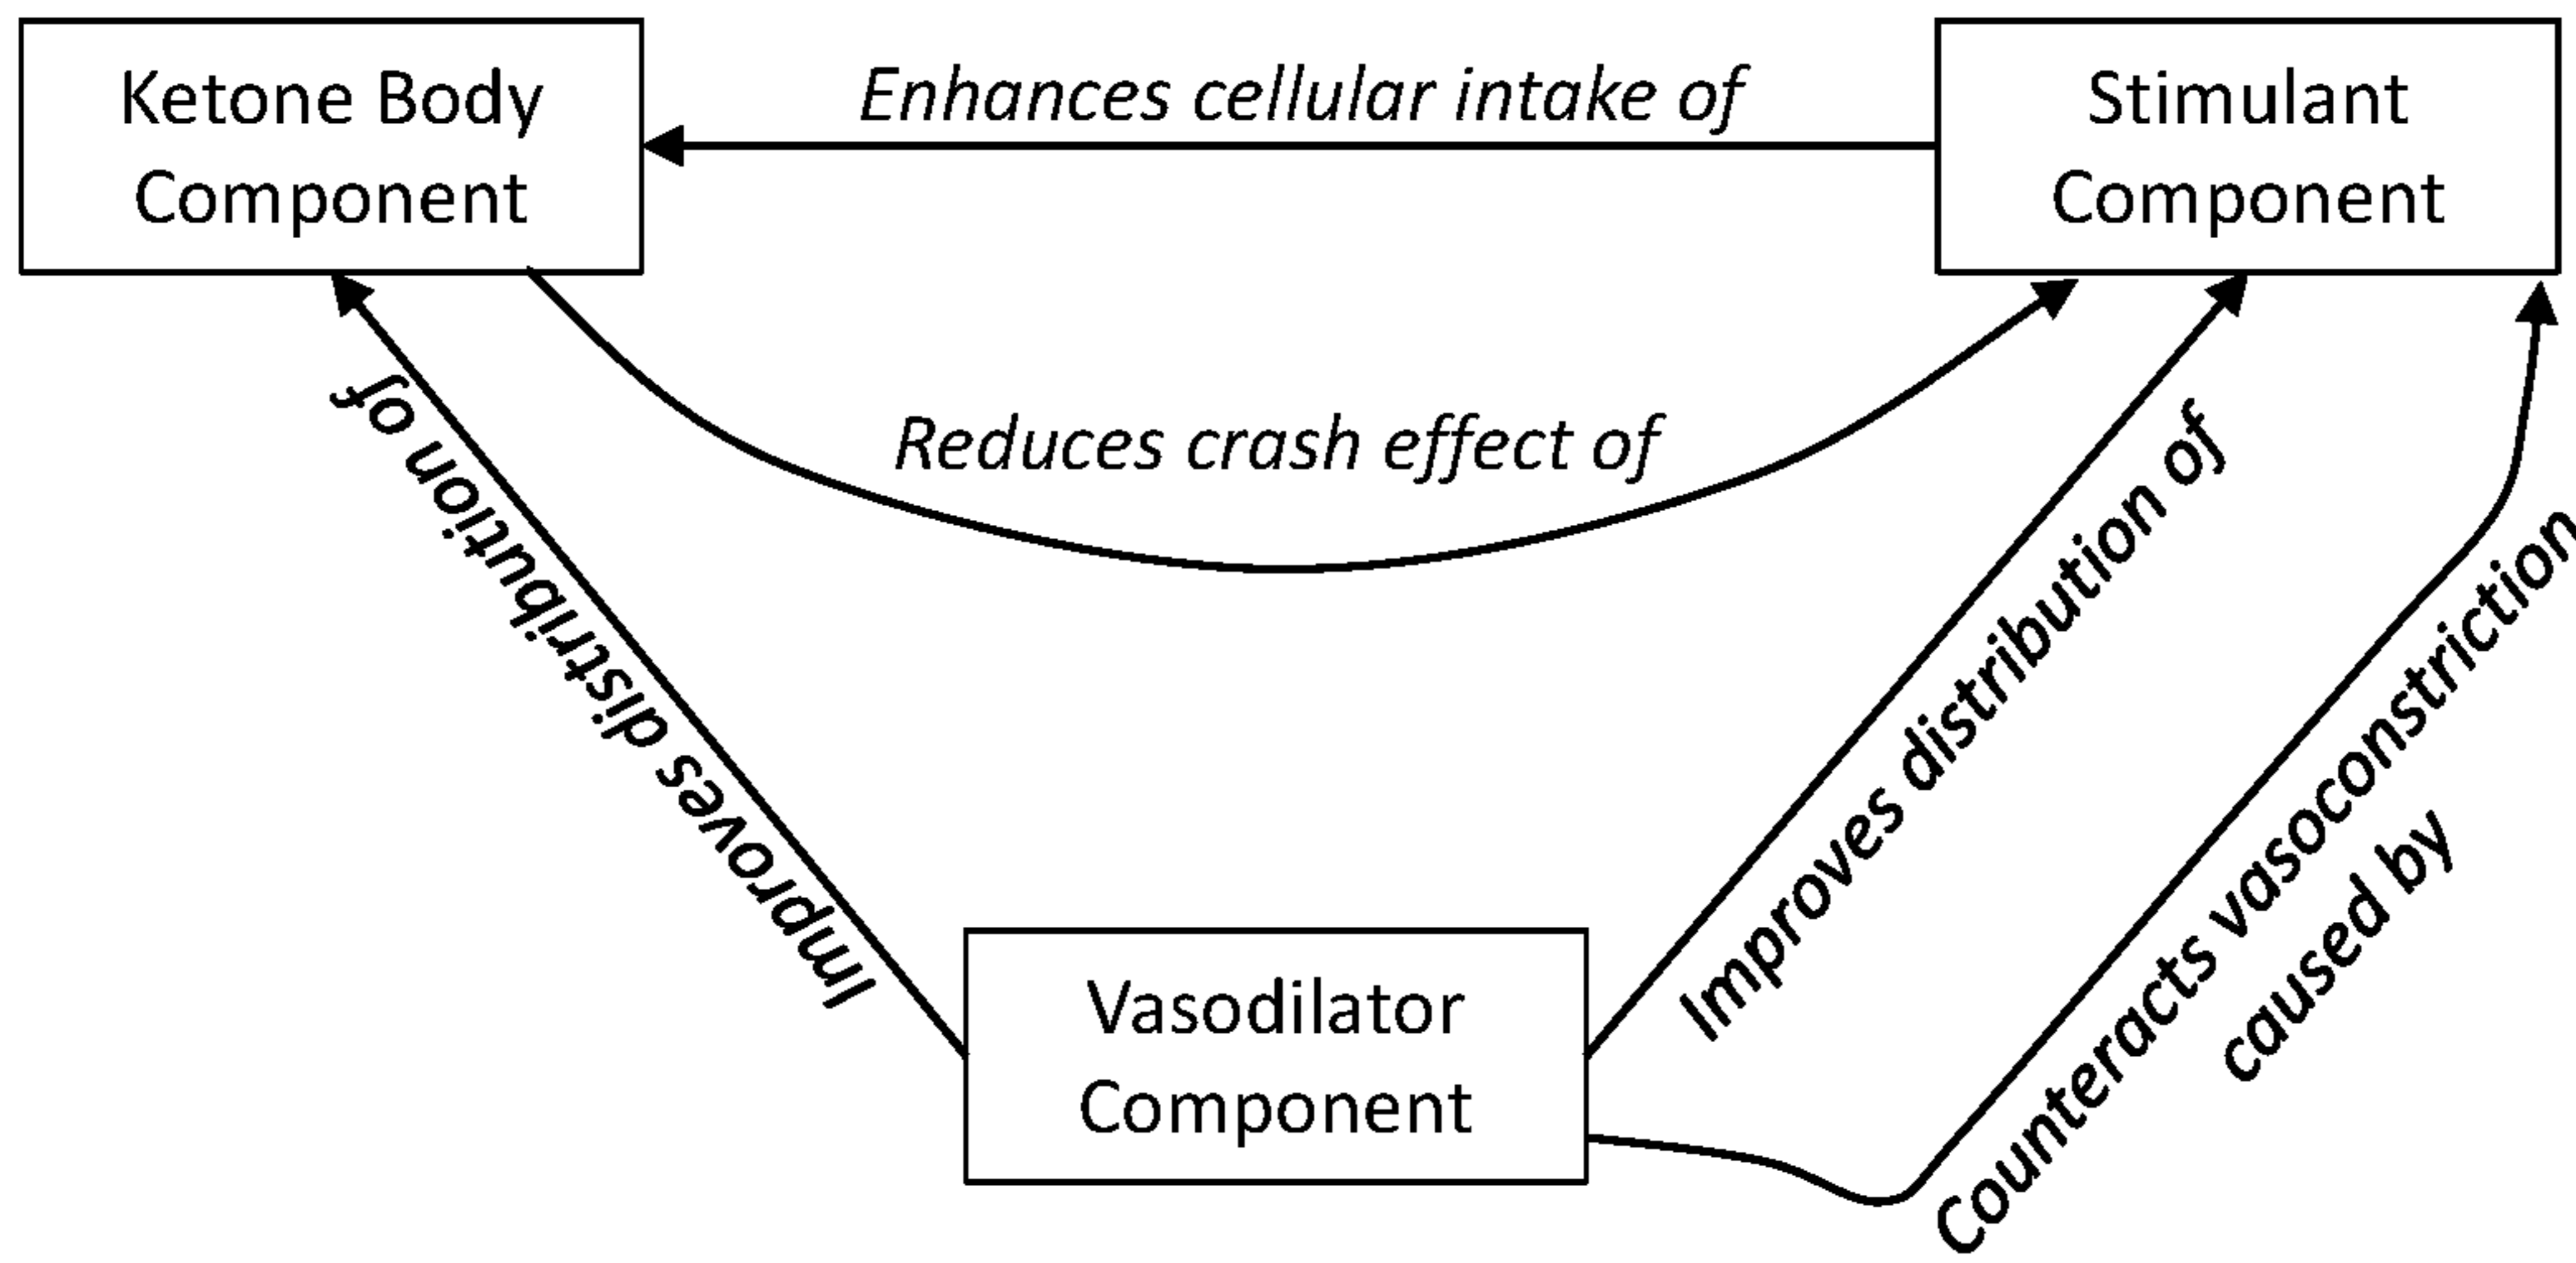 Ketone Body
Component
Enhances cellular intake of
Stimulant
Component
Reduces crash effect of
Improves distribution of
Improves distribution of
Counteracts vasoconstriction
caused by
Vasodilator
Component